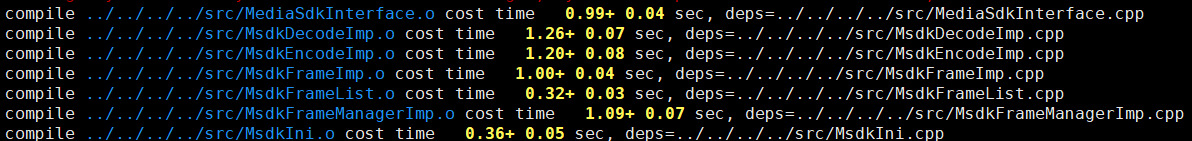 compile ../../../../src/MediaSdkInterface.o cost time   0.99+ 0.04 sec, deps=../../../../src/MediaSdkInterface.cpp
compile ../../../../src/MsdkDecodeImp.o cost time   1.26+ 0.07 sec, deps=../../../../src/MsdkDecodeImp.cpp
compile ../../../../src/MsdkEncodeImp.o cost time   1.20+ 0.08 sec, deps=../../../../src/MsdkEncodeImp.cpp
compile ../../../../src/MsdkFrameImp.o cost time   1.00+ 0.04 sec, deps=../../../../src/MsdkFrameImp.cpp
compile ../../../../src/MsdkFrameList.o cost time   0.32+ 0.03 sec, deps=../../../../src/MsdkFrameList.cpp
compile ../../../../src/MsdkFrameManagerImp.o cost time   1.09+ 0.07 sec, deps=../../../../src/MsdkFrameManagerImp.cpp
compile ../../../../src/MsdkIni.o cost time   0.36+ 0.05 sec, deps=../../../../src/MsdkIni.cpp